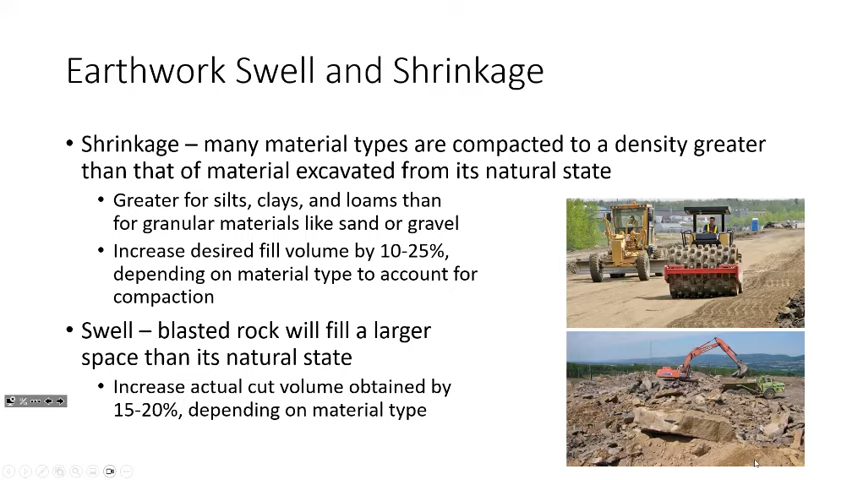 Earthwork Swell and Shrinkage
• Shrinkage – many material types are compacted to a density greater
than that of material excavated from its natural state
• Greater for silts, clays, and loams than
for granular materials like sand or gravel
• Increase desired fill volume by 10-25%,
depending on material type to account for
compaction
• Swell – blasted rock will fill a larger
space than its natural state
• Increase actual cut volume obtained by
15-20%, depending on material type